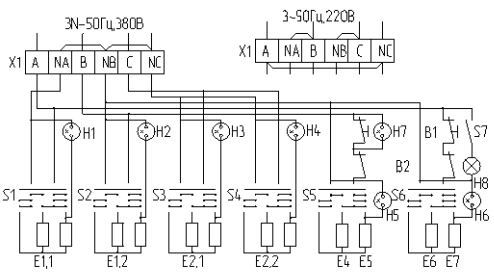 3N~50Гц,380В
3~50Гц,220В
X1 A NA B NB C NC
X1 A NA B NB C NC
H1 H2 H3 H4 H7 B1 S7
B2 H8
S1 S2 S3 S4 S5 S6
H5 H6
E1,1 E1,2 E2,1 E2,2 E4 E5 E6 E7